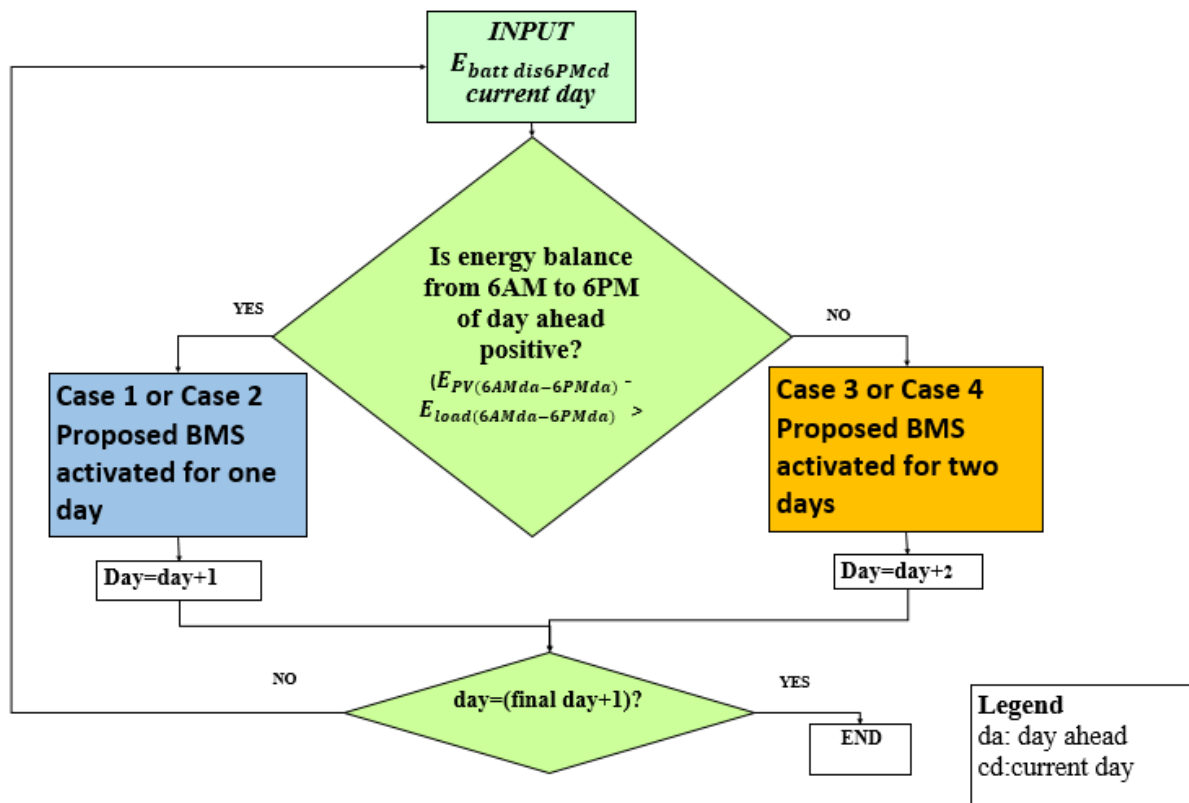 INPUT
E_batt dis6PMcd
current day
Is energy balance
from 6AM to 6PM
of day ahead
positive?
(E_PV(6AMda−6PMda) -
E_load(6AMda−6PMda) >
YES
NO
Case 1 or Case 2
Proposed BMS
activated for one
day
Case 3 or Case 4
Proposed BMS
activated for two
days
Day=day+1
Day=day+2
day=(final day+1)?
NO
YES
END
Legend
da: day ahead
cd:current day